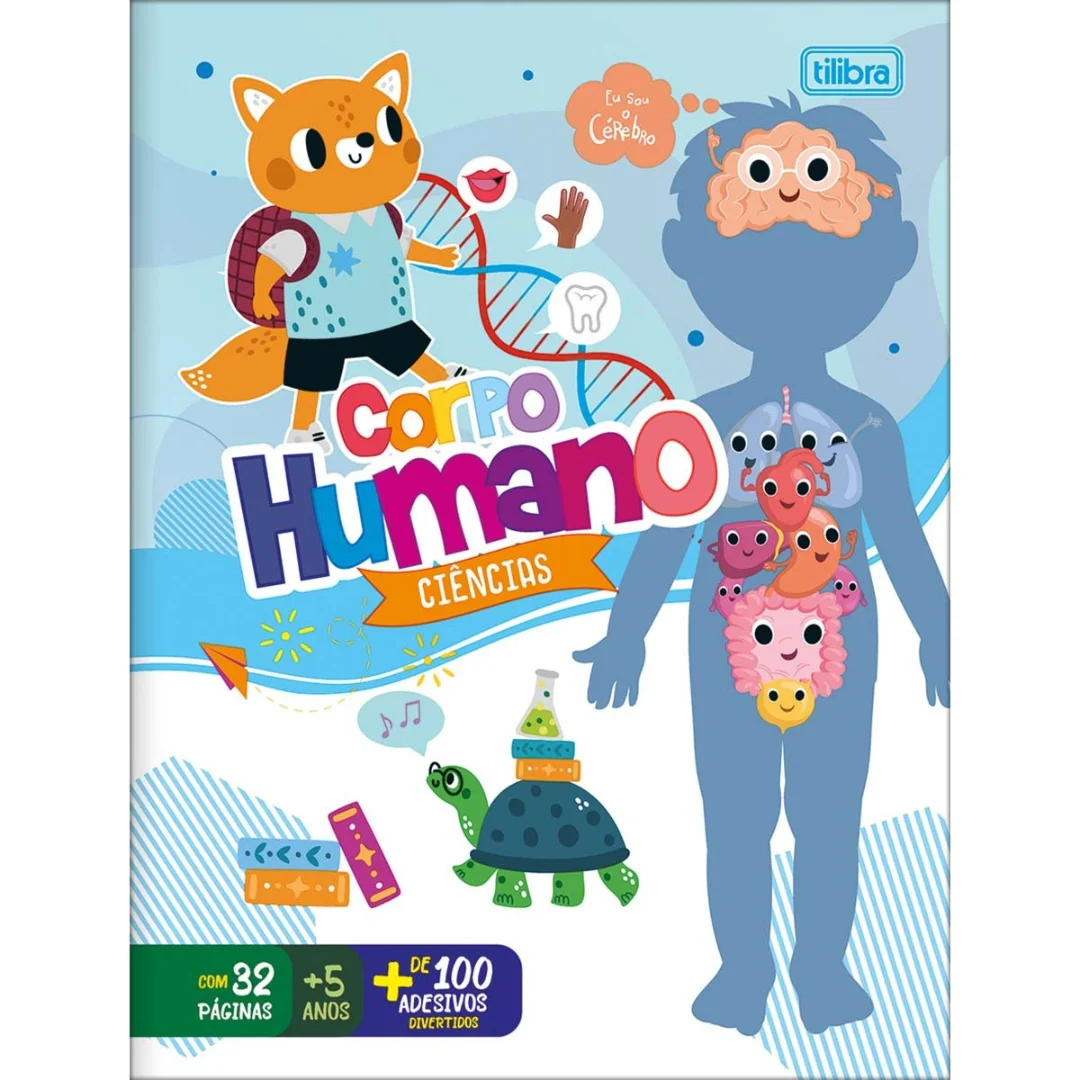 tilibra
Eu sou
o
CéRebro
Corpo
Humano
CIÊNCIAS
COM 32
PÁGINAS
+5
ANOS
+ DE 100
ADESIVOS
DIVERTIDOS